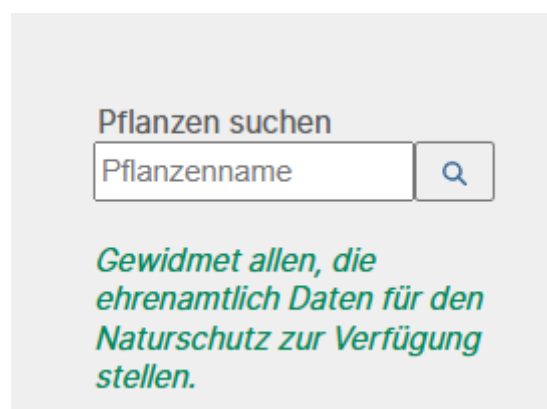 Pflanzen suchen
Pflanzenname
Gewidmet allen, die
ehrenamtlich Daten für den
Naturschutz zur Verfügung
stellen.